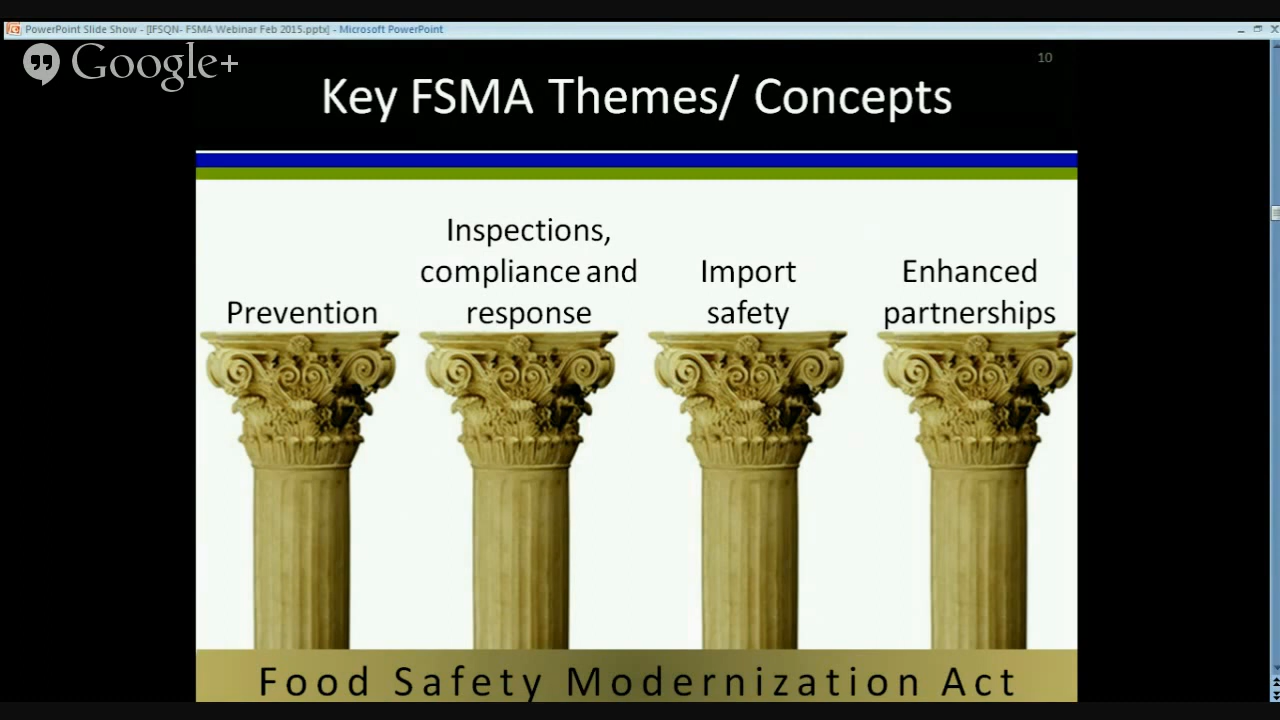 PowerPoint Slide Show - [IFSQN- FSMA Webinar Feb 2015.pptx] - Microsoft PowerPoint
Google+
10
Key FSMA Themes/ Concepts
Prevention
Inspections,
compliance and
response
Import
safety
Enhanced
partnerships
Food Safety Modernization Act